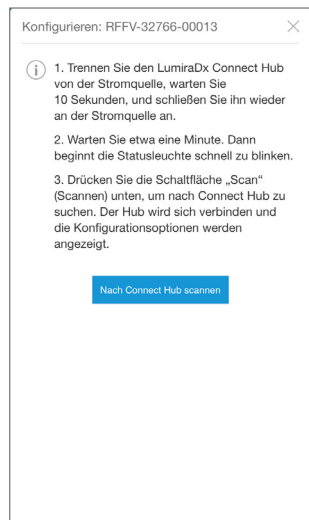 Konfigurieren: RFFV-32766-00013
1. Trennen Sie den LumiraDx Connect Hub
von der Stromquelle, warten Sie
10 Sekunden, und schließen Sie ihn wieder
an der Stromquelle an.
2. Warten Sie etwa eine Minute. Dann
beginnt die Statusleuchte schnell zu blinken.
3. Drücken Sie die Schaltfläche „Scan“
(Scannen) unten, um nach Connect Hub zu
suchen. Der Hub wird sich verbinden und
die Konfigurationsoptionen werden
angezeigt.
Nach Connect Hub scannen